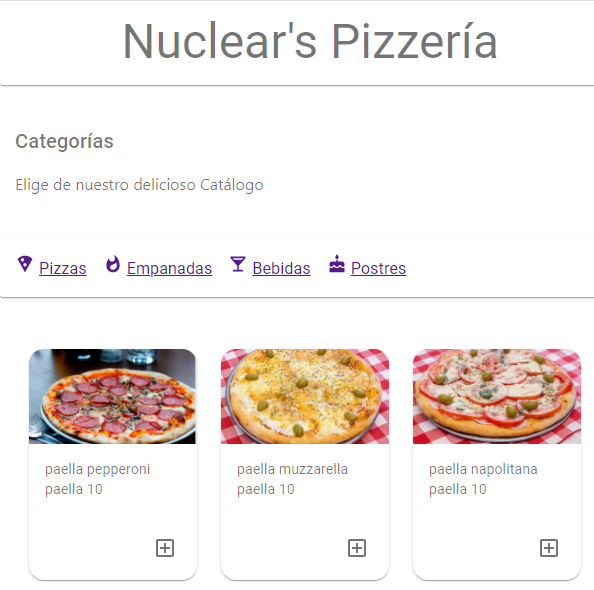 Nuclear's Pizzería
Categorías
Elige de nuestro delicioso Catálogo
Pizzas Empanadas Bebidas Postres
paella pepperoni
paella 10
paella muzzarella
paella 10
paella napolitana
paella 10